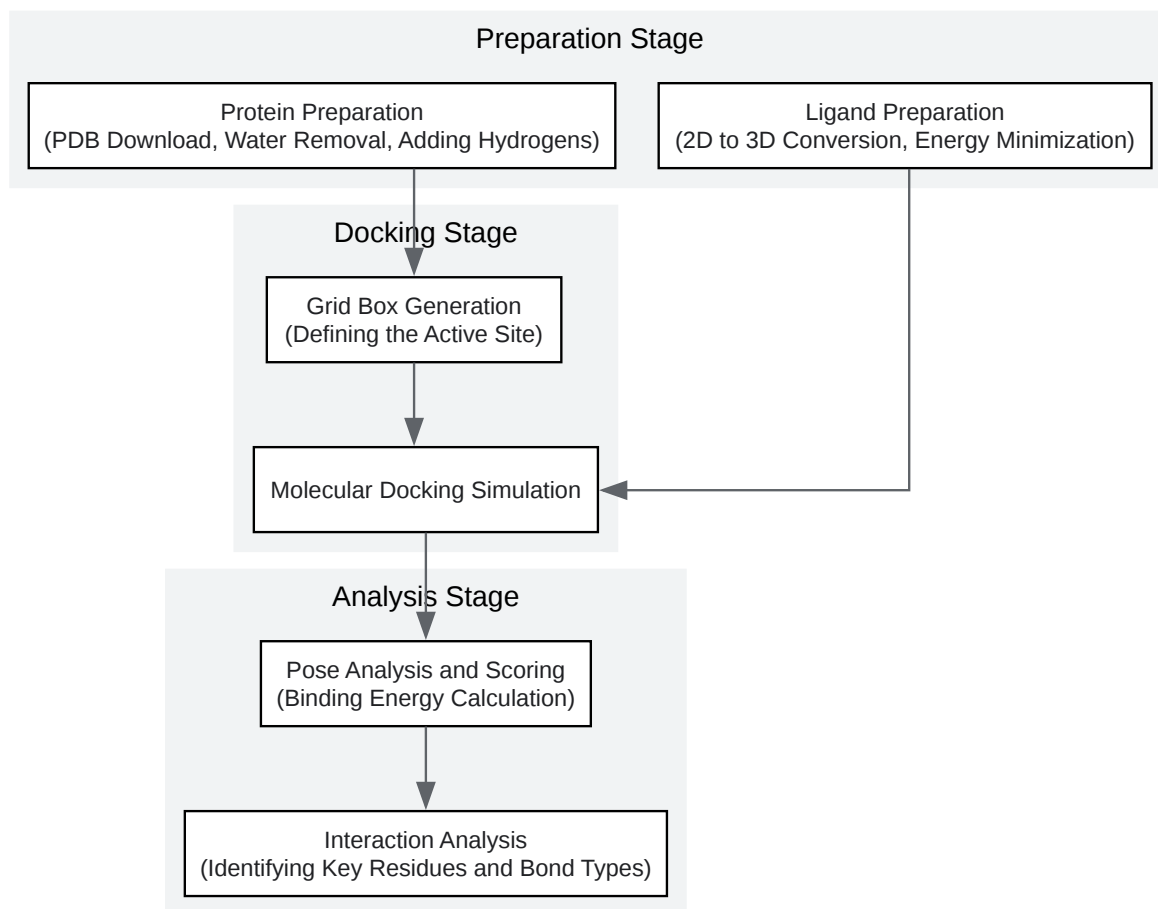 Preparation Stage
Protein Preparation
(PDB Download, Water Removal, Adding Hydrogens)
Ligand Preparation
(2D to 3D Conversion, Energy Minimization)
Docking Stage
Grid Box Generation
(Defining the Active Site)
Molecular Docking Simulation
Analysis Stage
Pose Analysis and Scoring
(Binding Energy Calculation)
Interaction Analysis
(Identifying Key Residues and Bond Types)